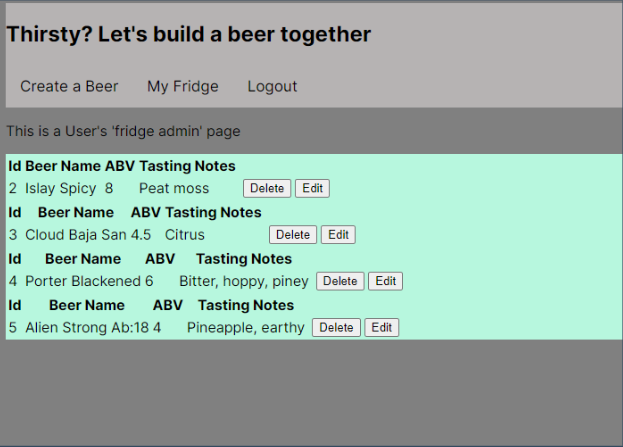 Thirsty? Let's build a beer together
Create a Beer My Fridge Logout
This is a User's 'fridge admin' page
Id Beer Name ABV Tasting Notes
2 Islay Spicy 8 Peat moss Delete Edit
Id Beer Name ABV Tasting Notes
3 Cloud Baja San 4.5 Citrus Delete Edit
Id Beer Name ABV Tasting Notes
4 Porter Blackened 6 Bitter, hoppy, piney Delete Edit
Id Beer Name ABV Tasting Notes
5 Alien Strong Ab:18 4 Pineapple, earthy Delete Edit